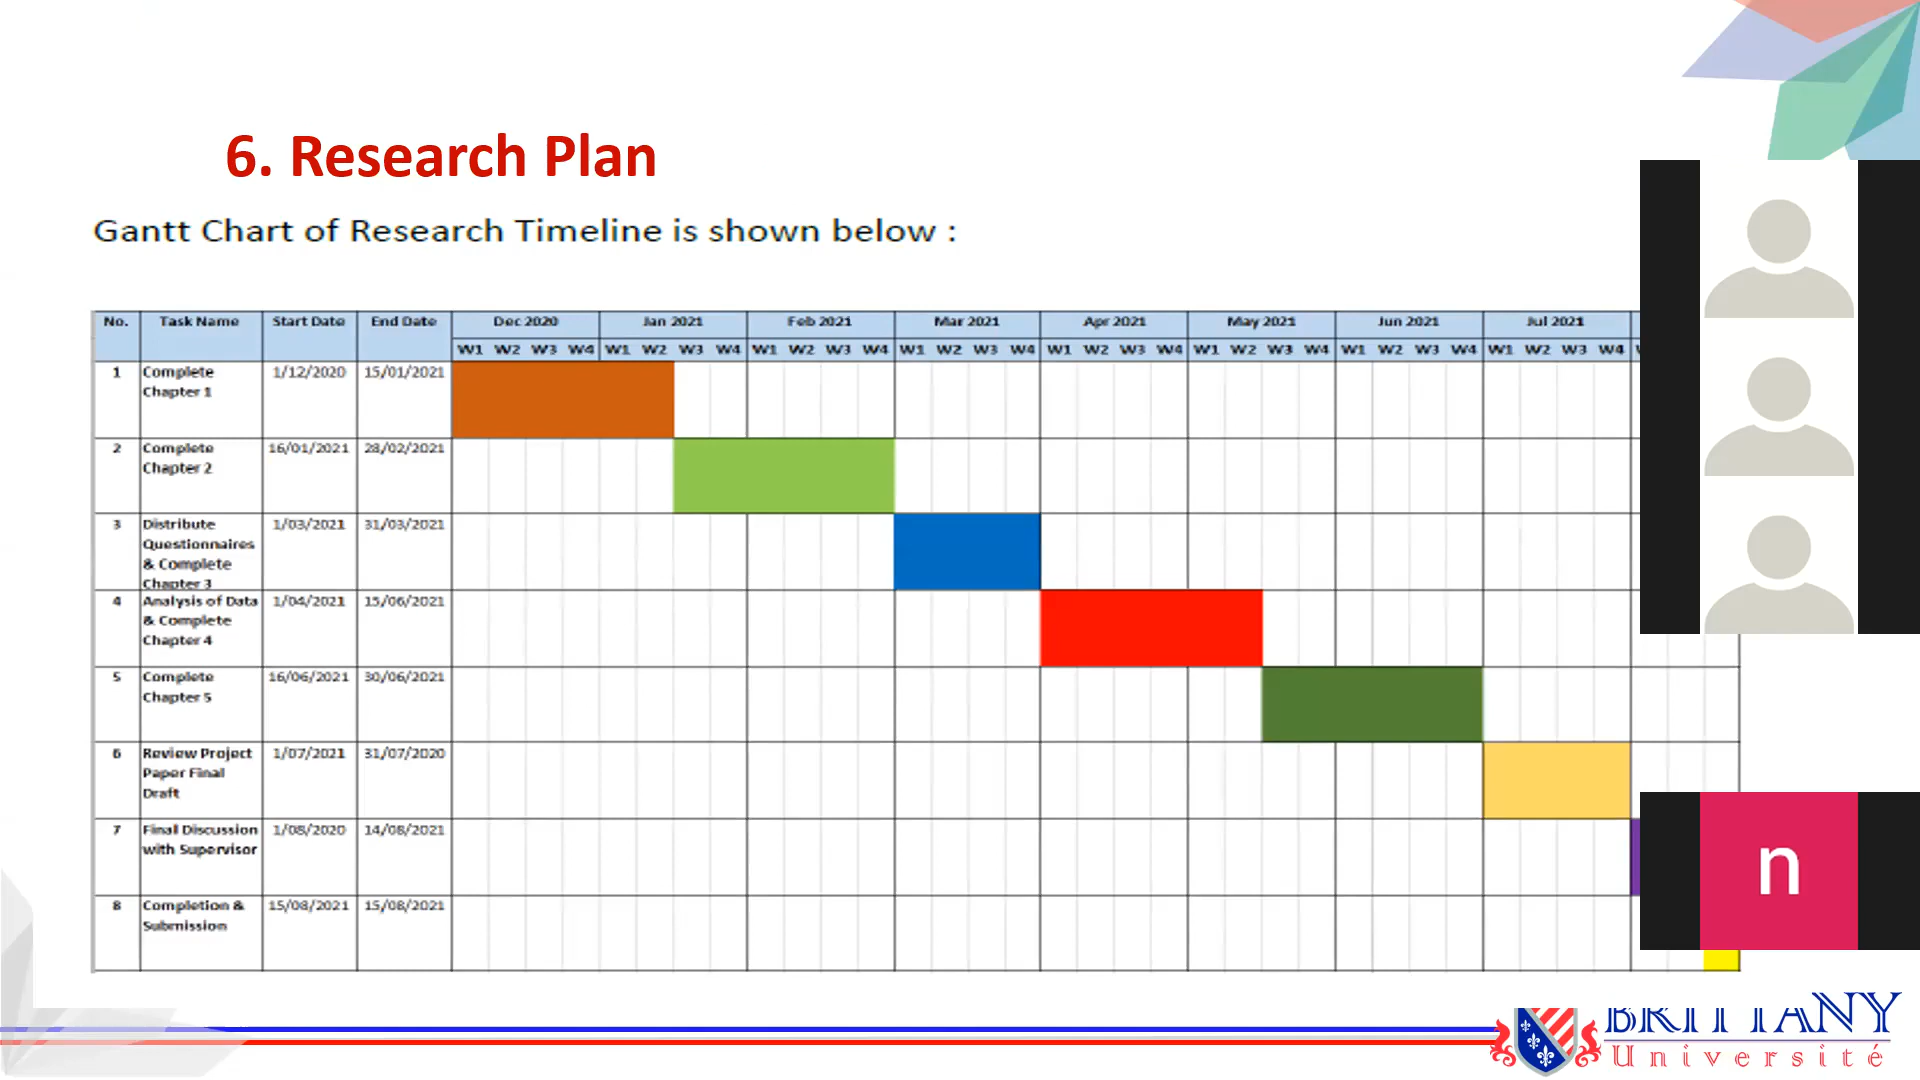 6. Research Plan
Gantt Chart of Research Timeline is shown below :
No. Task Name Start Date End Date Dec 2020 Jan 2021 Feb 2021 Mar 2021 Apr 2021 May 2021 Jun 2021 Jul 2021
W1 W2 W3 W4 W1 W2 W3 W4 W1 W2 W3 W4 W1 W2 W3 W4 W1 W2 W3 W4 W1 W2 W3 W4 W1 W2 W3 W4 W1 W2 W3 W4
1 Complete 1/12/2020 15/01/2021
Chapter 1
2 Complete 16/01/2021 28/02/2021
Chapter 2
3 Distribute 1/03/2021 31/03/2021
Questionnaires
& Complete
Chapter 3
4 Analysis of Data 1/04/2021 15/06/2021
& Complete
Chapter 4
5 Complete 16/06/2021 30/06/2021
Chapter 5
6 Review Project 1/07/2021 31/07/2020
Paper Final
Draft
7 Final Discussion 1/08/2020 14/08/2021
with Supervisor
8 Completion & 15/08/2021 15/08/2021
Submission
n
BRITTANY
Université